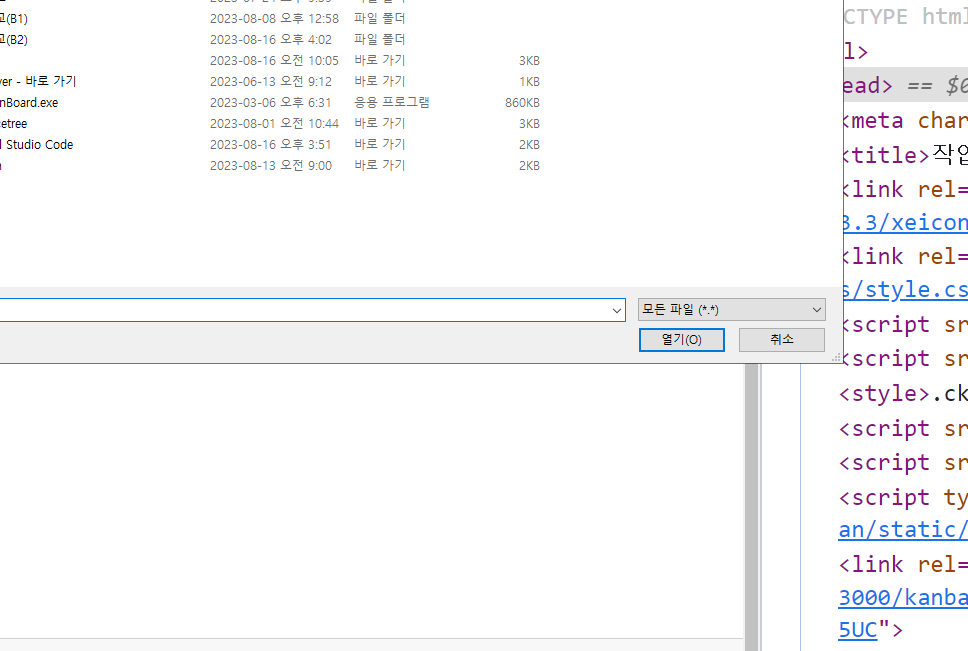 교(B1) 2023-08-08 오후 12:58 파일 폴더
교(B2) 2023-08-16 오후 4:02 파일 폴더
2023-08-16 오전 10:05 바로 가기 3KB
ver - 바로 가기 2023-06-13 오전 9:12 바로 가기 1KB
nBoard.exe 2023-03-06 오후 6:31 응용 프로그램 860KB
etree 2023-08-01 오전 10:44 바로 가기 3KB
l Studio Code 2023-08-16 오후 3:51 바로 가기 2KB
2023-08-13 오전 9:00 바로 가기 2KB
모든 파일 (*.*)
열기(O) 취소
CTYPE html
l>
ead> == $0
<meta char
<title>작업
<link rel=
3.3/xeicon
<link rel=
s/style.cs
<script sr
<script sr
<style>.ck
<script sr
<script sr
<script ty
an/static/
<link rel=
3000/kanba
5UC">